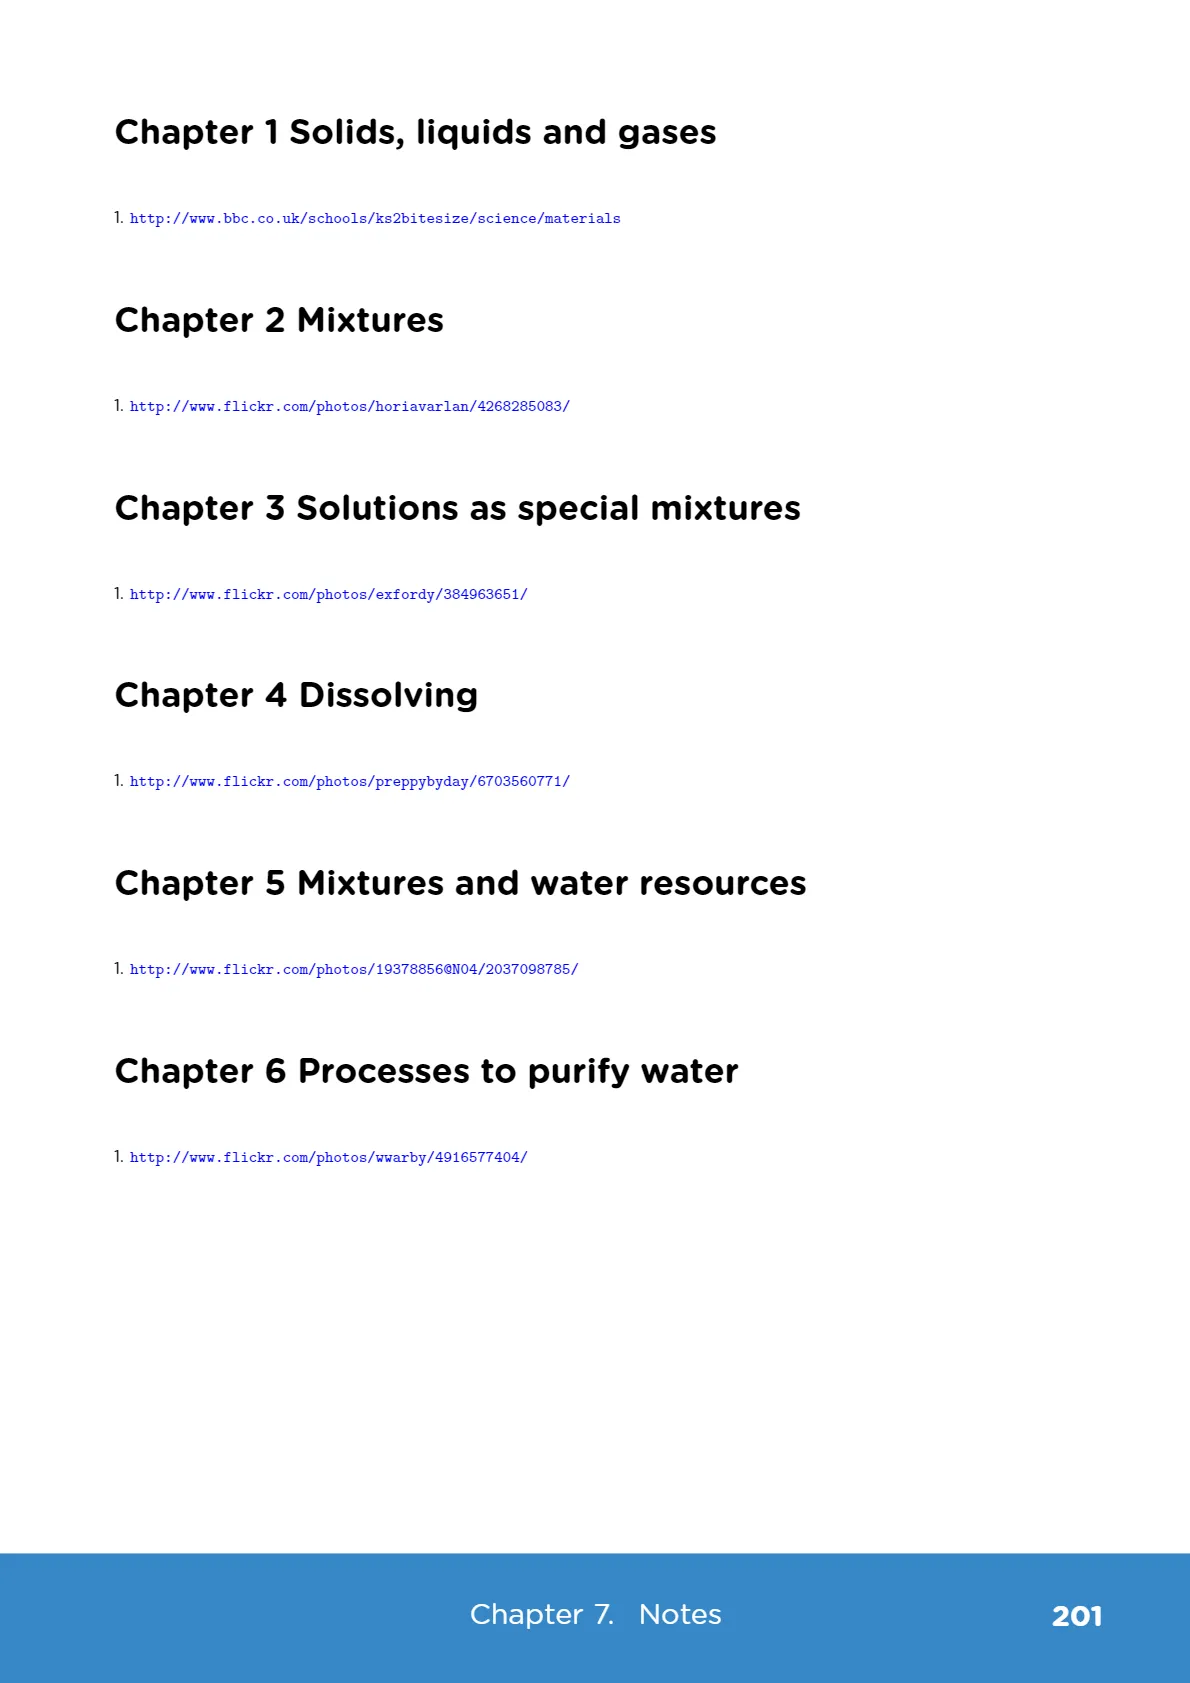 Chapter 1 Solids, liquids and gases
1. http://www.bbc.co.uk/schools/ks2bitesize/science/materials
Chapter 2 Mixtures
1. http://www.flickr.com/photos/horiavarlan/4268285083/
Chapter 3 Solutions as special mixtures
1. http://www.flickr.com/photos/exfordy/384963651/
Chapter 4 Dissolving
1. http://www.flickr.com/photos/preppybyday/6703560771/
Chapter 5 Mixtures and water resources
1. http://www.flickr.com/photos/19378856@N04/2037098785/
Chapter 6 Processes to purify water
1. http://www.flickr.com/photos/wwarby/4916577404/
Chapter 7. Notes 201